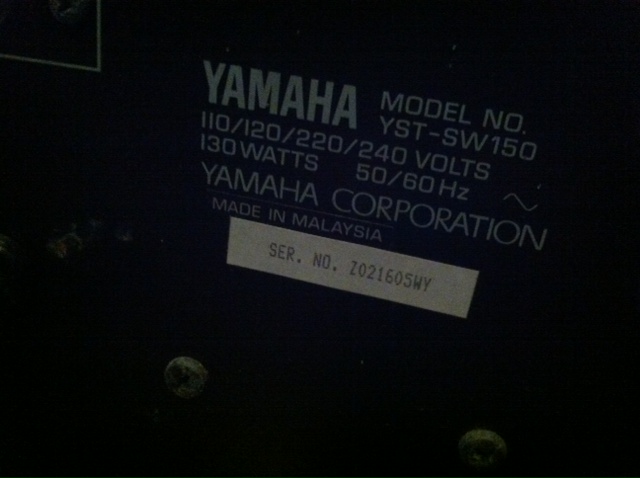 YAMAHA MODEL NO.
YST-SW150
110/120/220/240 VOLTS
130 WATTS 50/60 Hz ~
YAMAHA CORPORATION
MADE IN MALAYSIA
SER. NO. Z021605WY